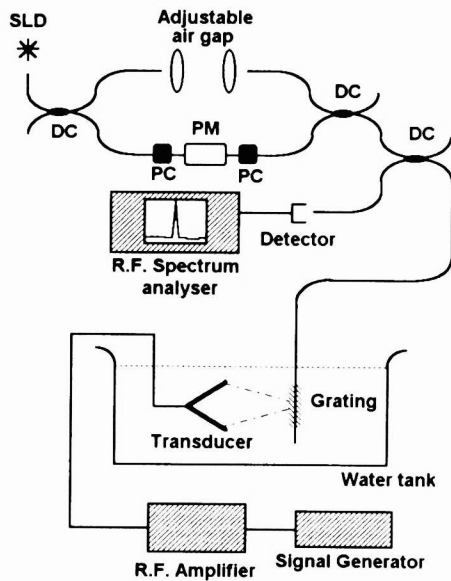 SLD
Adjustable
air gap
DC
PM
DC
DC
PC
PC
Detector
R.F. Spectrum
analyser
Grating
Transducer
Water tank
R.F. Amplifier
Signal Generator